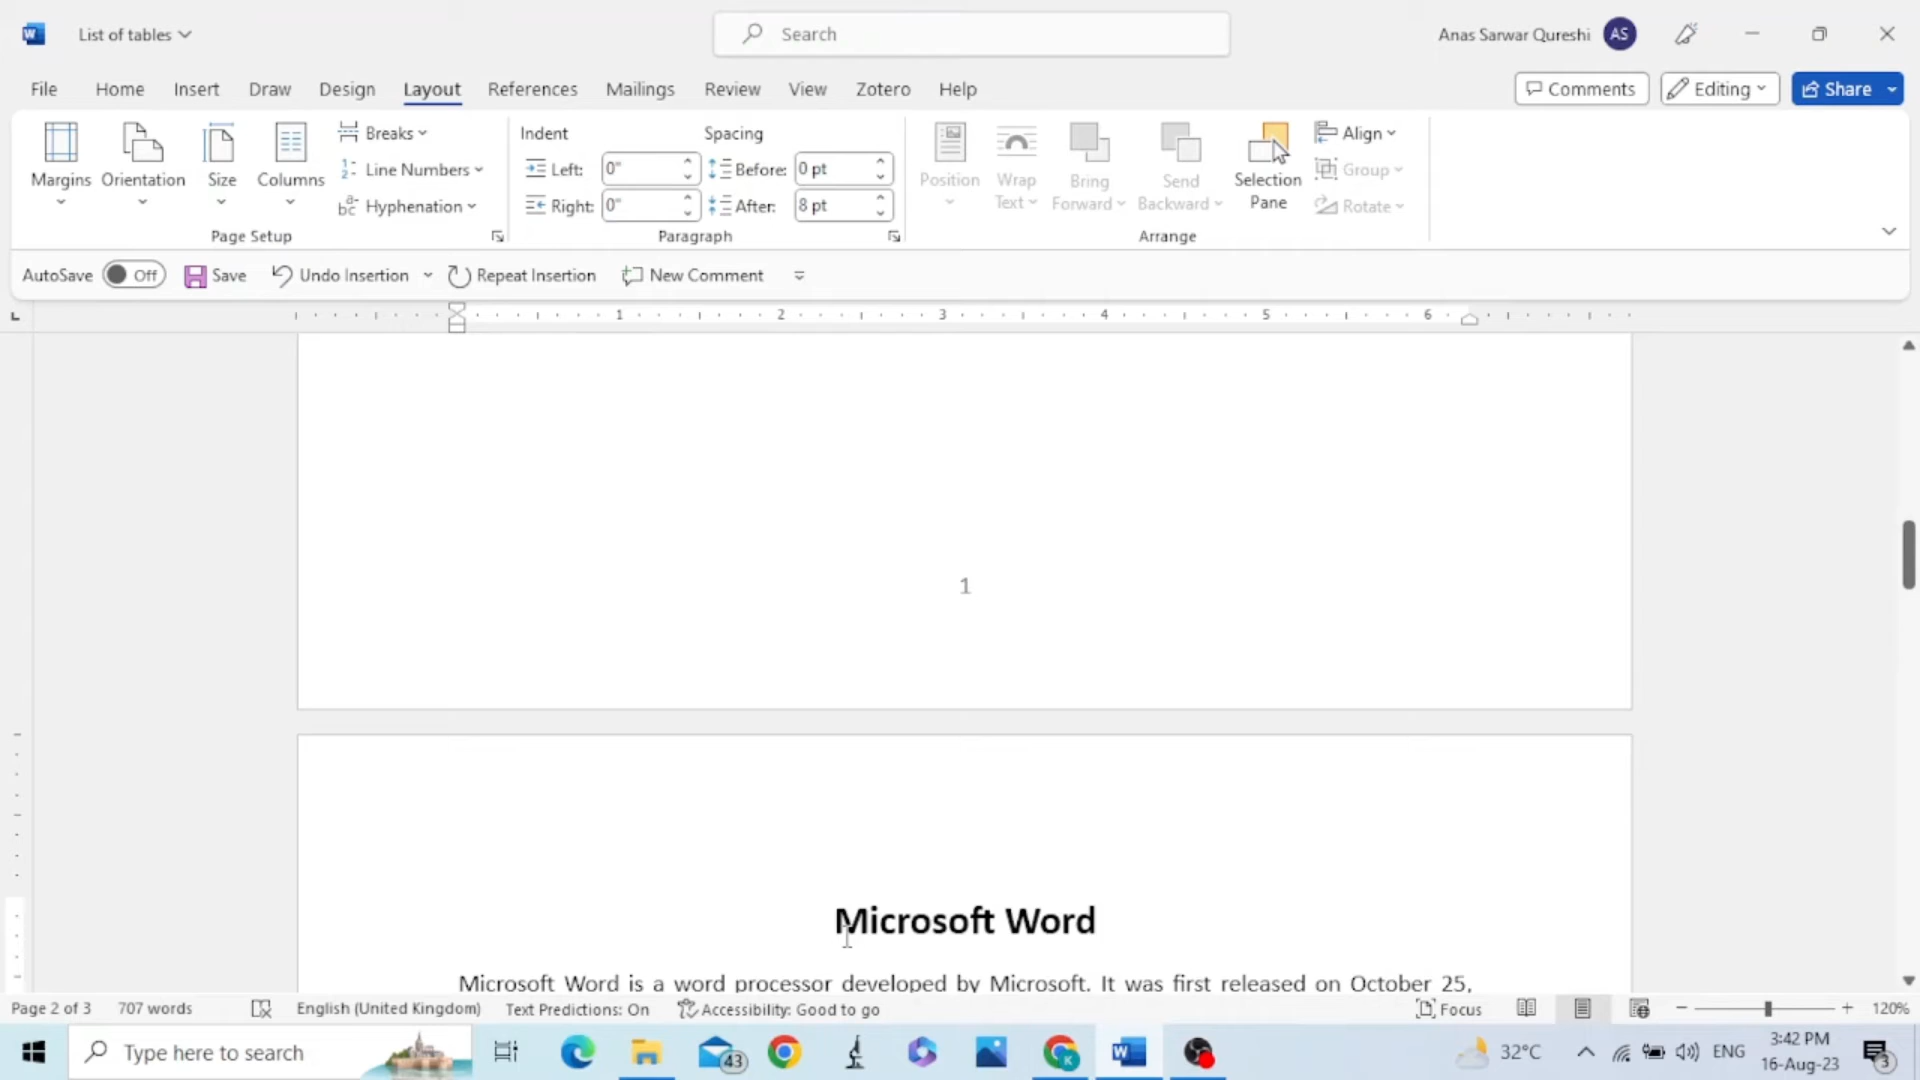 List of tables
Search
Anas Sarwar Qureshi AS
File Home Insert Draw Design Layout References Mailings Review View Zotero Help
Comments Editing Share
Margins Orientation Size Columns
Breaks
Line Numbers
Hyphenation
Page Setup
Indent Spacing
Left: 0" Before: 0 pt
Right: 0" After: 8 pt
Paragraph
Position Wrap Text Bring Forward Send Backward Selection Pane
Align
Group
Rotate
Arrange
AutoSave Off Save Undo Insertion Repeat Insertion New Comment
1 2 3 4 5 6
1
Microsoft Word
Microsoft Word is a word processor developed by Microsoft. It was first released on October 25,
Page 2 of 3 707 words English (United Kingdom) Text Predictions: On Accessibility: Good to go Focus 120%
Type here to search 43 32°C ENG 3:42 PM
16-Aug-23 3